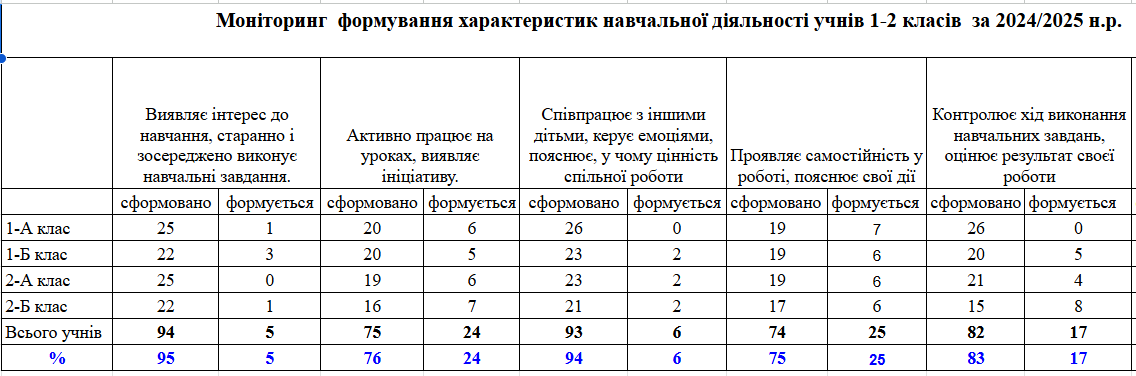 Моніторинг формування характеристик навчальної діяльності учнів 1-2 класів за 2024/2025 н.р.
Виявляє інтерес до
навчання, старанно і
зосереджено виконує
навчальні завдання.
Активно працює на
уроках, виявляє
ініціативу.
Співпрацює з іншими
дітьми, керує емоціями,
пояснює, у чому цінність
спільної роботи
Проявляє самостійність у
роботі, пояснює свої дії
Контролює хід виконання
навчальних завдань,
оцінює результат своєї
роботи
сформовано формується сформовано формується сформовано формується сформовано формується сформовано формується
1-А клас 25 1 20 6 26 0 19 7 26 0
1-Б клас 22 3 20 5 23 2 19 6 20 5
2-А клас 25 0 19 6 23 2 19 6 21 4
2-Б клас 22 1 16 7 21 2 17 6 15 8
Всього учнів 94 5 75 24 93 6 74 25 82 17
% 95 5 76 24 94 6 75 25 83 17